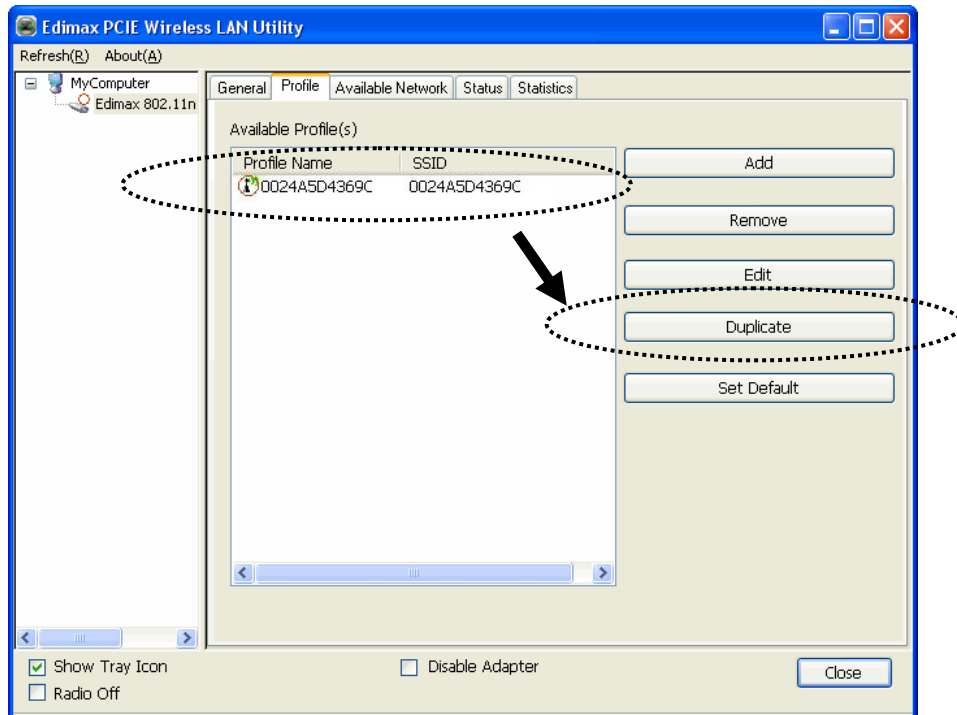 Edimax PCIE Wireless LAN Utility
Refresh(R) About(A)
MyComputer
Edimax 802.11n
General Profile Available Network Status Statistics
Available Profile(s)
Profile Name SSID
0024A5D4369C 0024A5D4369C
Add
Remove
Edit
Duplicate
Set Default
Show Tray Icon
Radio Off
Disable Adapter
Close